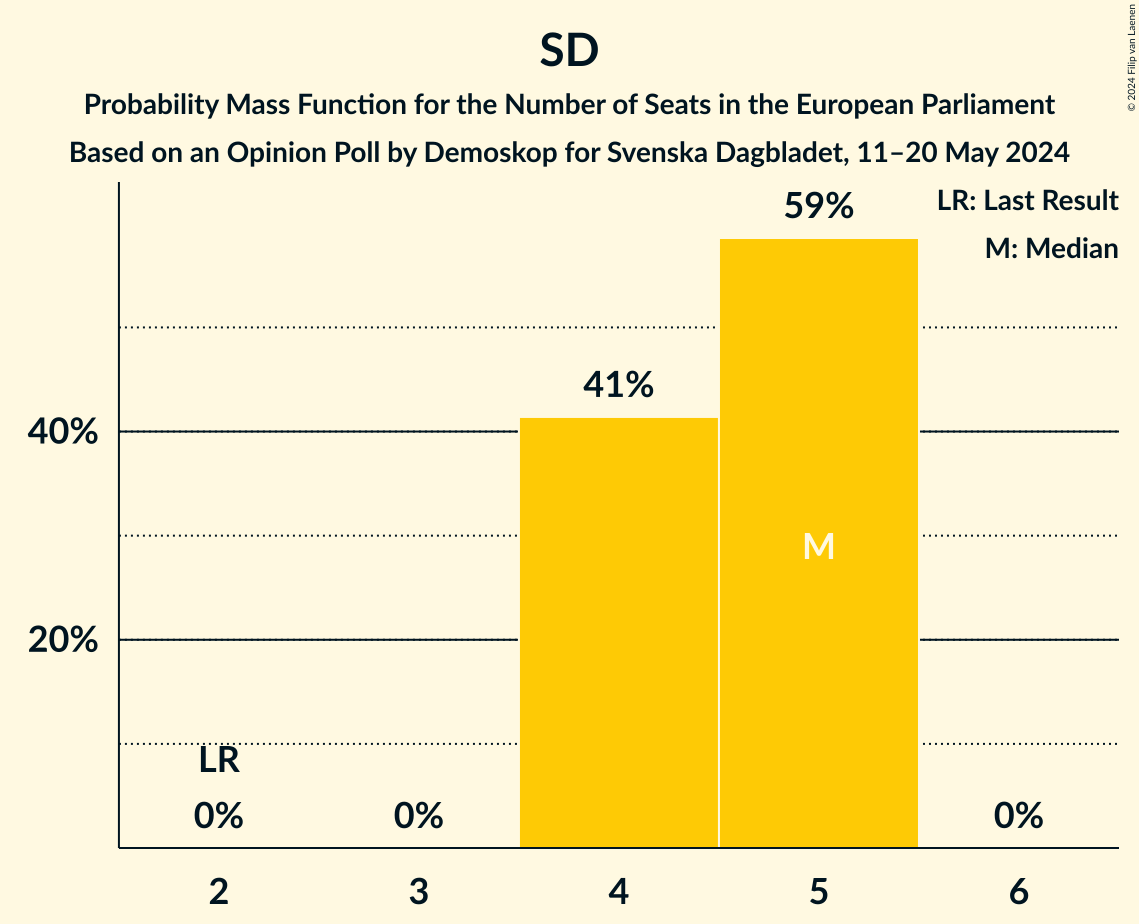 SD
Probability Mass Function for the Number of Seats in the European Parliament
Based on an Opinion Poll by Demoskop for Svenska Dagbladet, 11–20 May 2024
© 2024 Filip van Laenen
LR: Last Result
M: Median
59%
41%
40%
M
20%
LR
0%
0%
0%
2
3
4
5
6